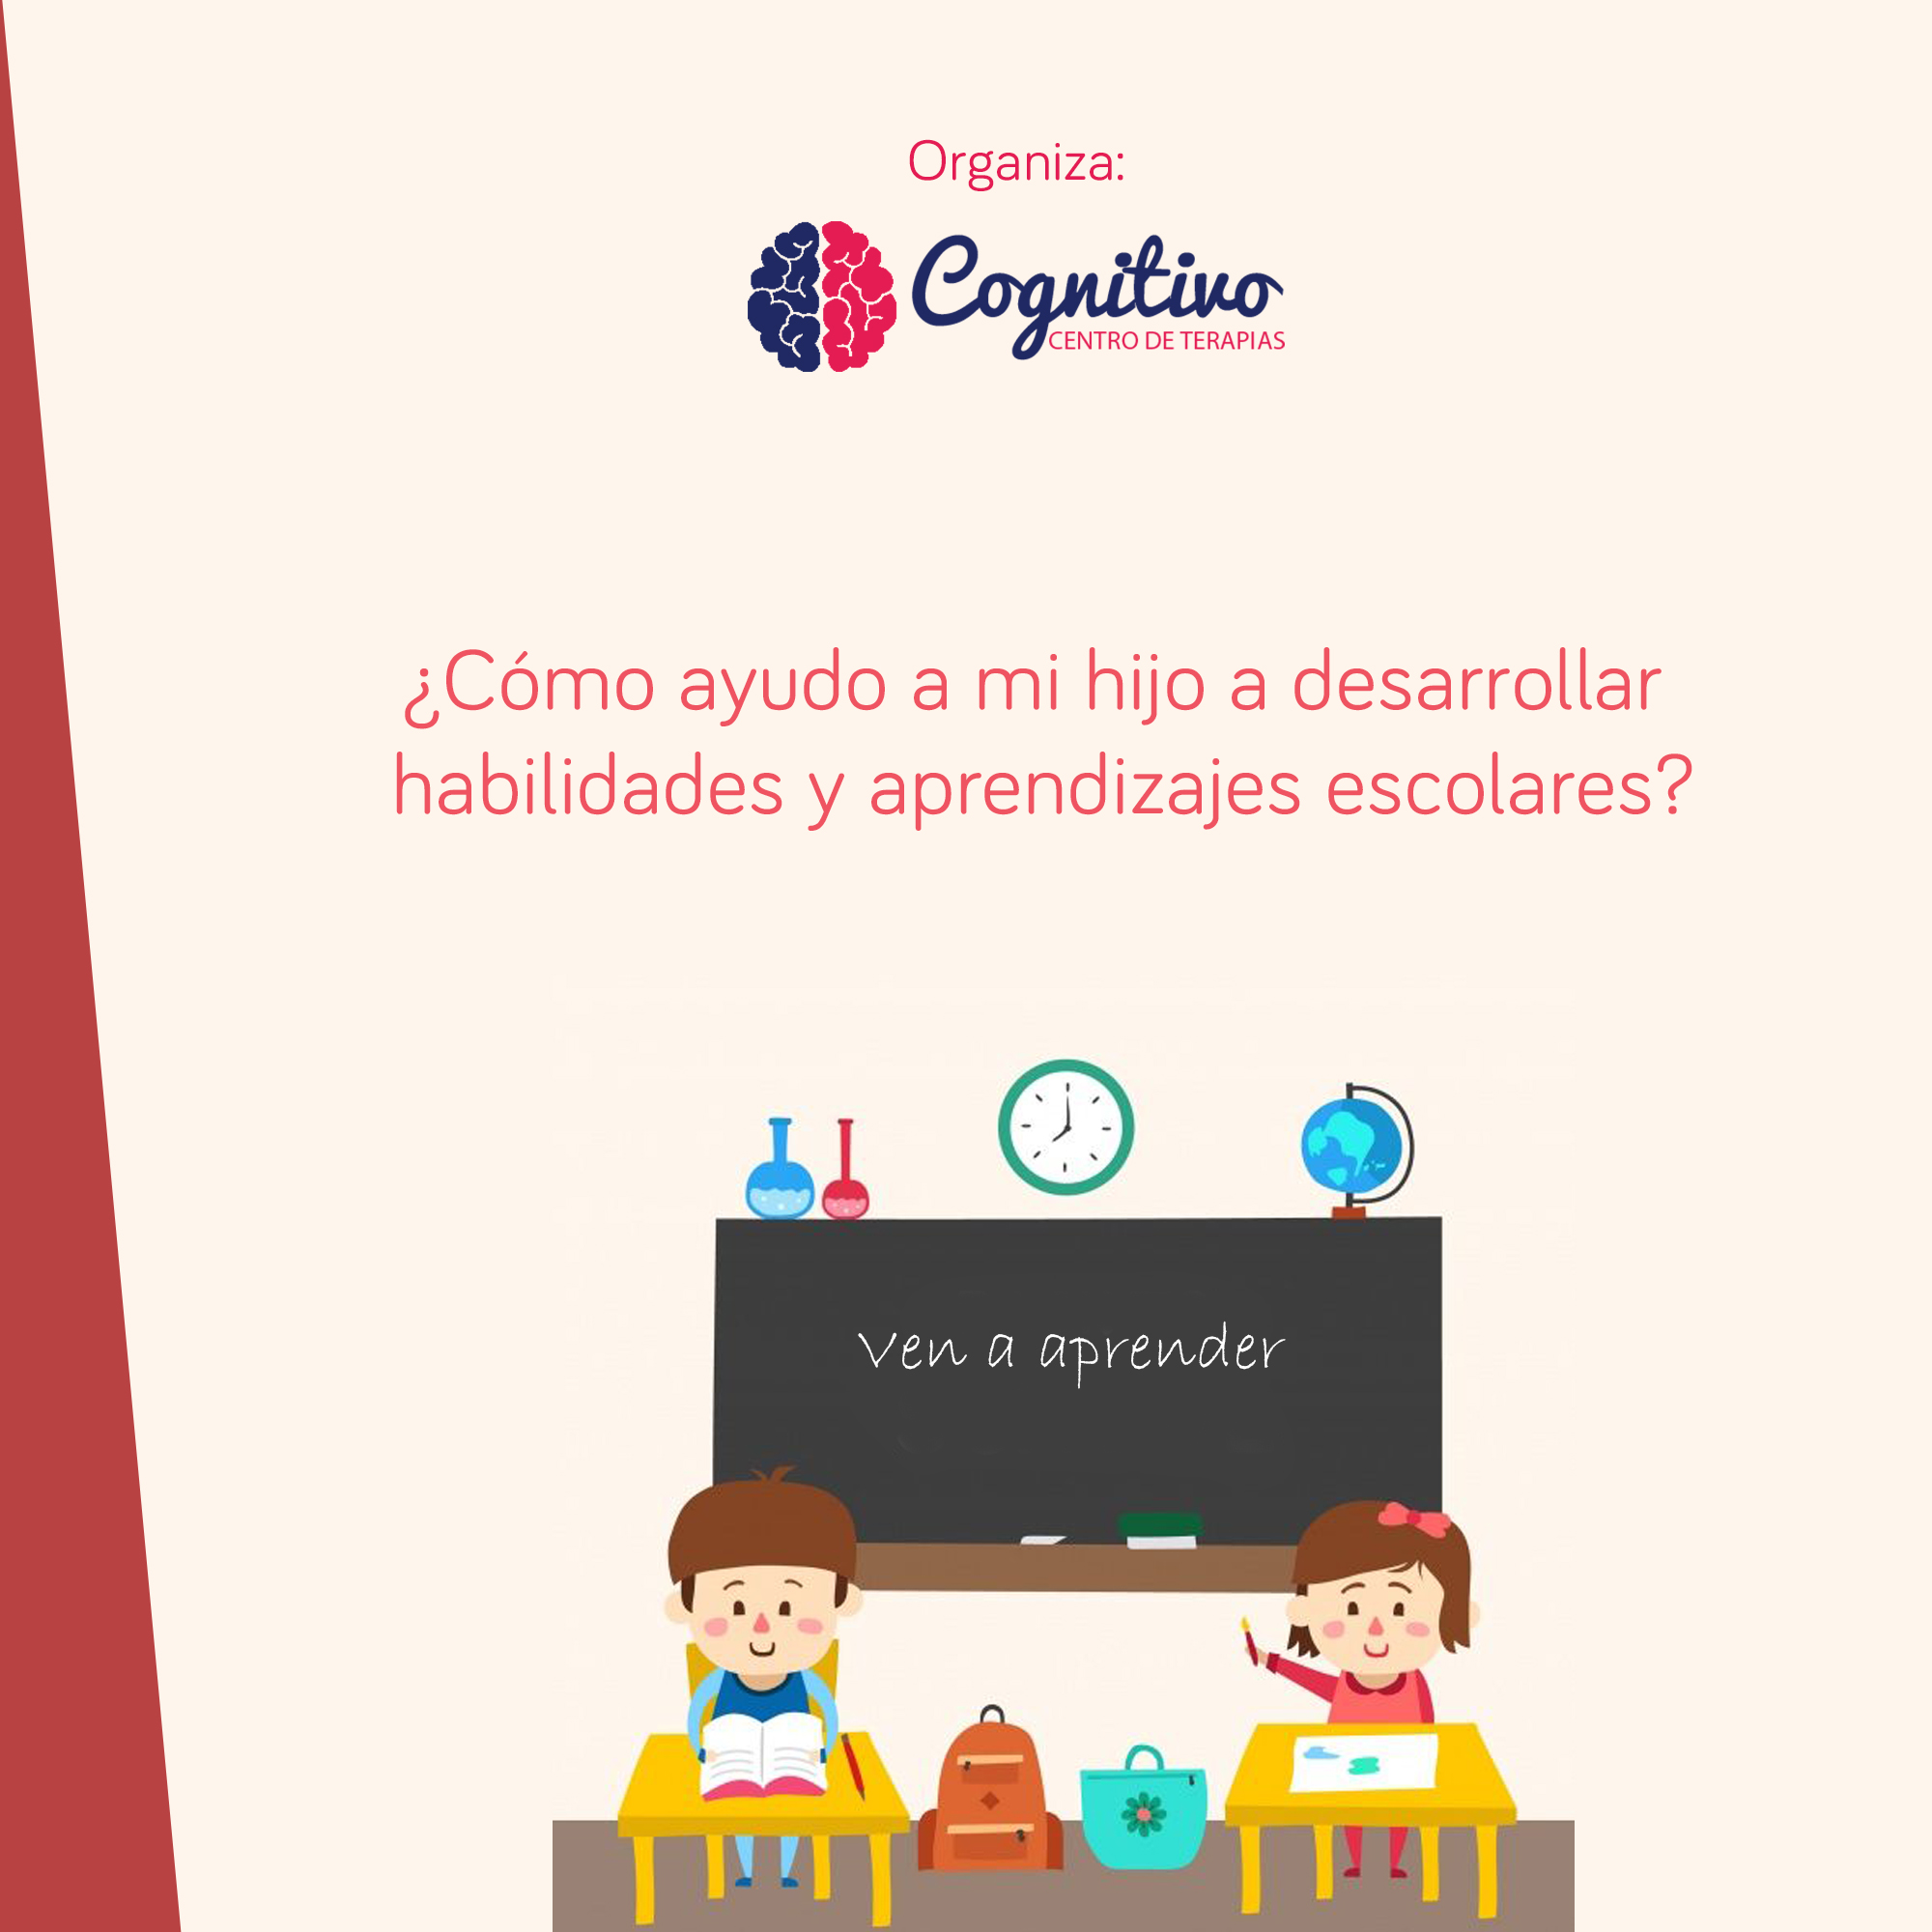 Organiza:
Cognitivo
CENTRO DE TERAPIAS
¿Cómo ayudo a mi hijo a desarrollar
habilidades y aprendizajes escolares?
Ven a aprender